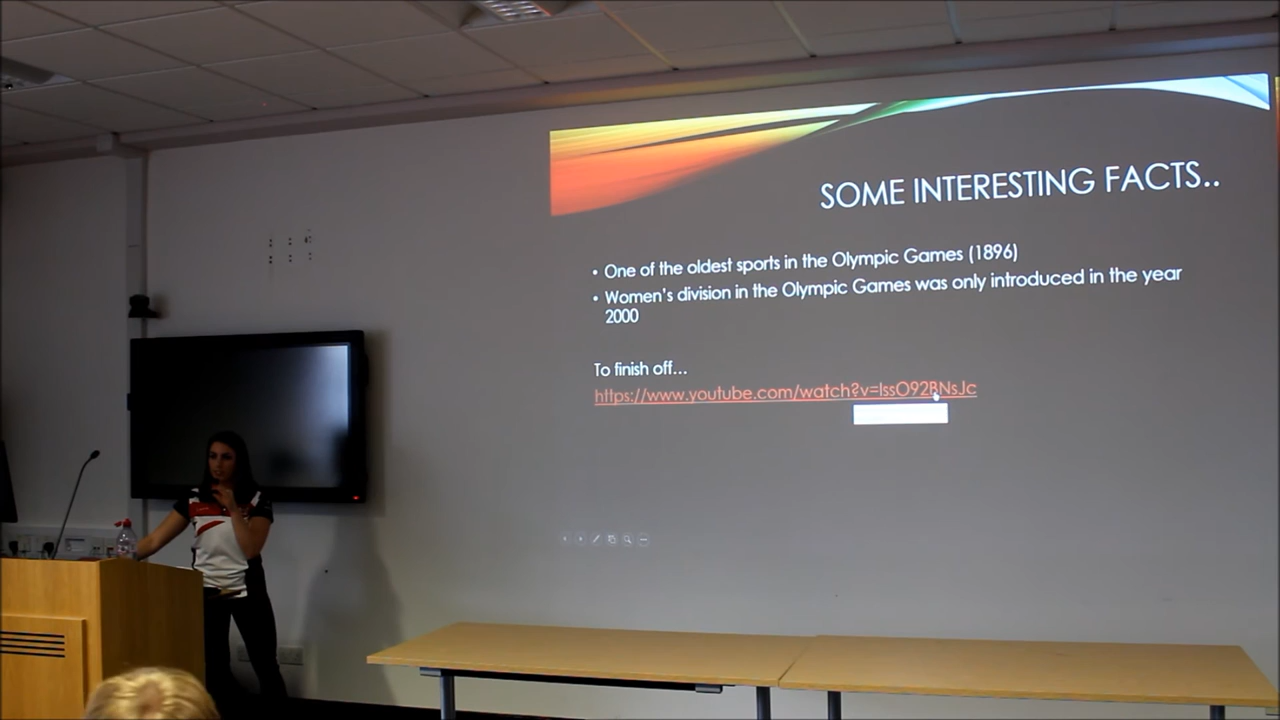 SOME INTERESTING FACTS..
• One of the oldest sports in the Olympic Games (1896)
• Women's division in the Olympic Games was only introduced in the year
2000
To finish off...
https://www.youtube.com/watch?v=IssO92BNsJc